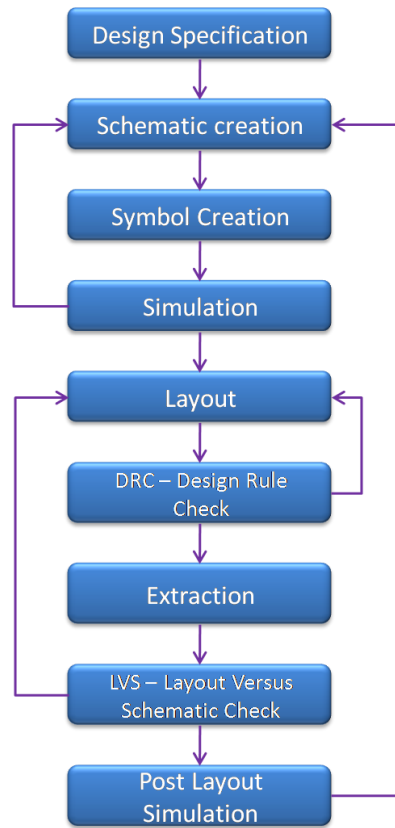 Design Specification
Schematic creation
Symbol Creation
Simulation
Layout
DRC – Design Rule
Check
Extraction
LVS – Layout Versus
Schematic Check
Post Layout
Simulation